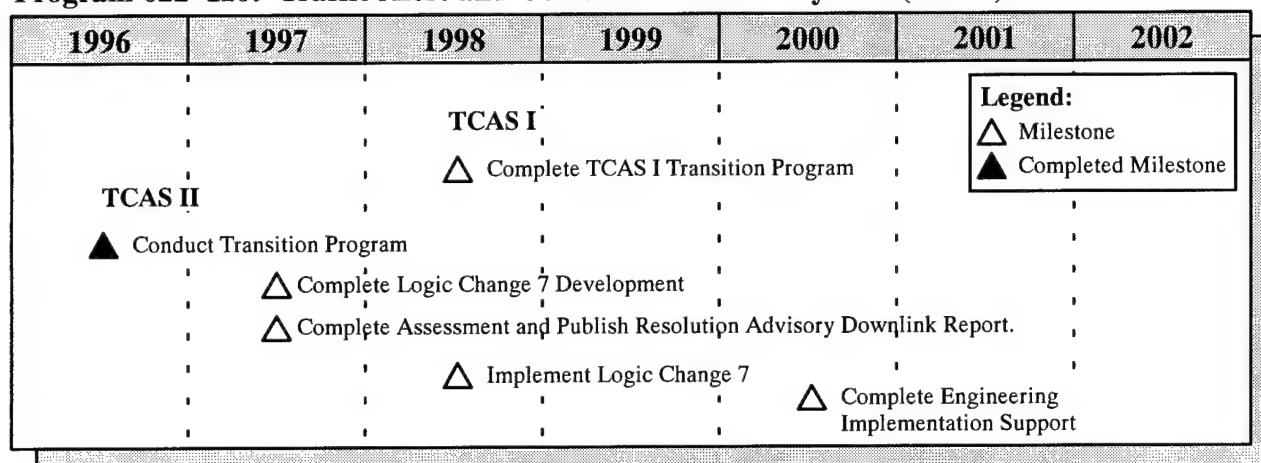 1996 1997 1998 1999 2000 2001 2002
Legend:
Milestone
Completed Milestone
TCAS I
Complete TCAS I Transition Program
TCAS II
Conduct Transition Program
Complete Logic Change 7 Development
Complete Assessment and Publish Resolution Advisory Downlink Report.
Implement Logic Change 7
Complete Engineering
Implementation Support